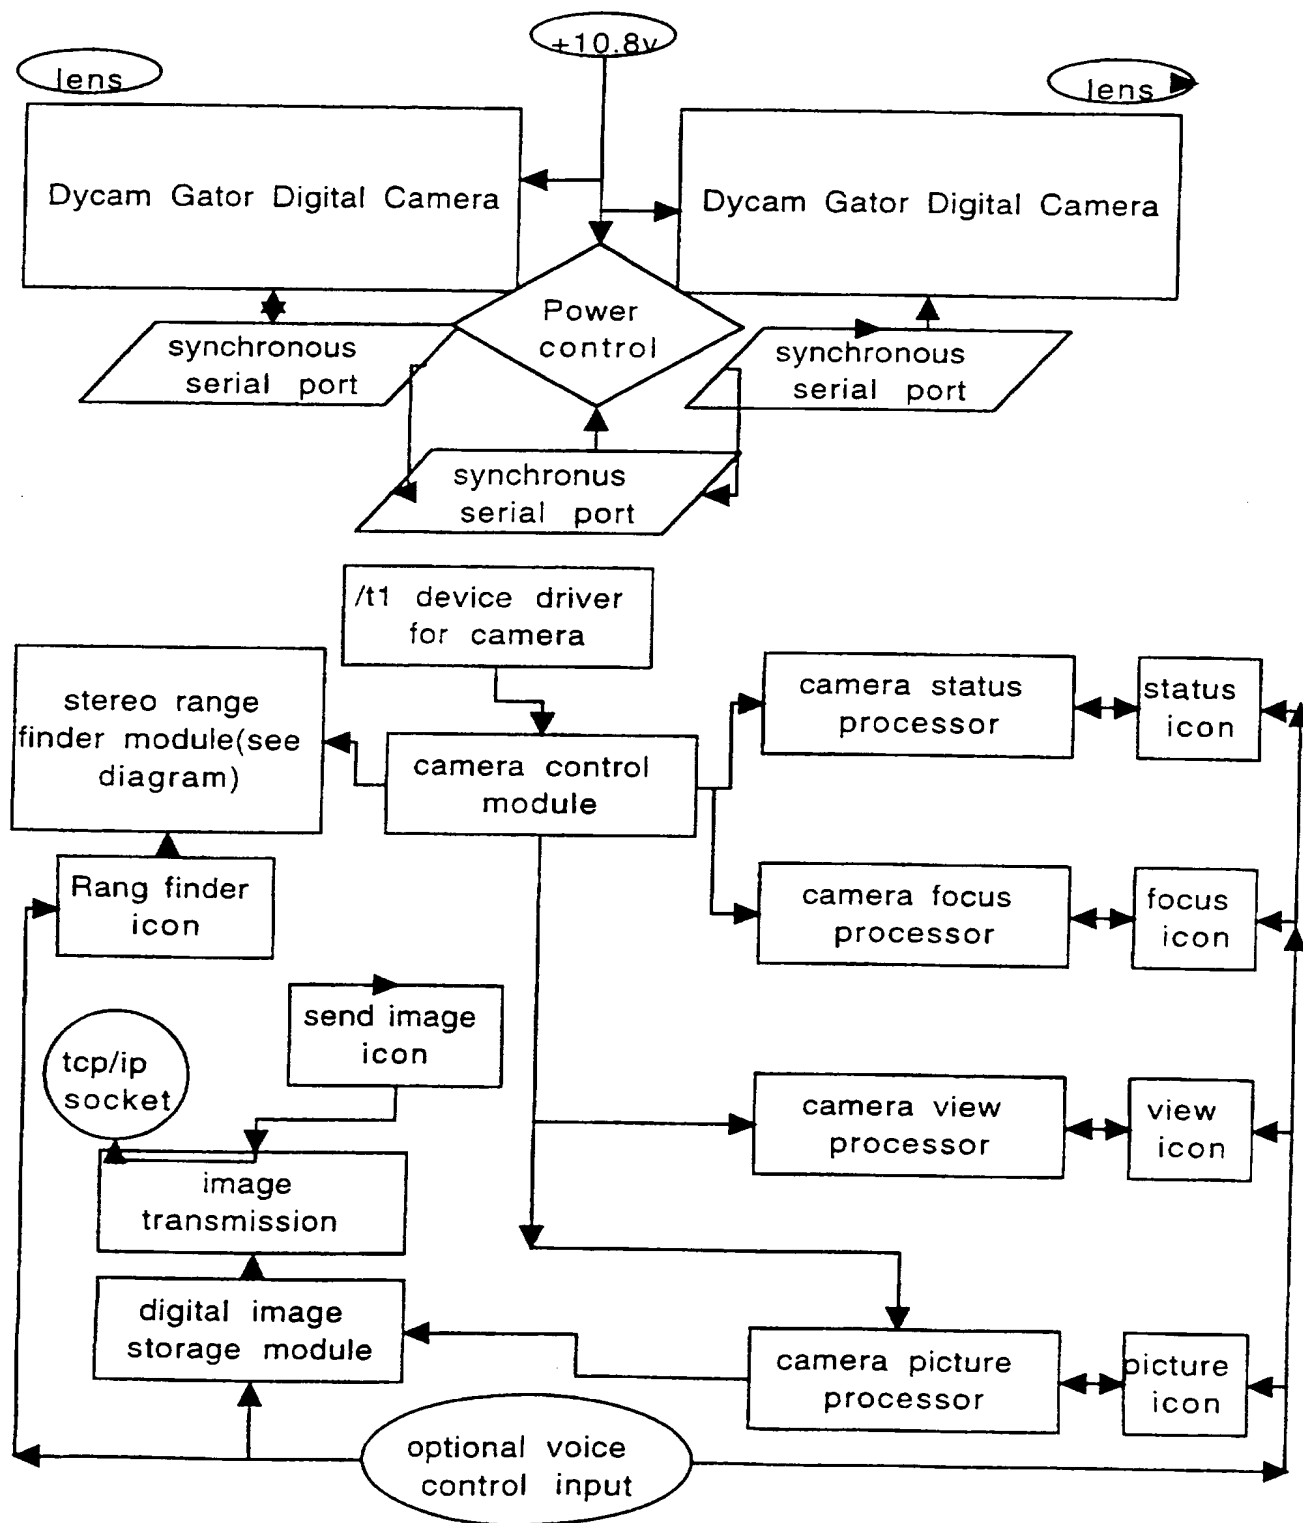 +10.8v
lens
lens
Dycam Gator Digital Camera
Dycam Gator Digital Camera
Power
control
synchronous
serial port
synchronous
serial port
synchronus
serial port
/t1 device driver
for camera
stereo range
finder module(see
diagram)
camera control
module
camera status
processor
status
icon
Rang finder
icon
camera focus
processor
focus
icon
send image
icon
tcp/ip
socket
camera view
processor
view
icon
image
transmission
digital image
storage module
camera picture
processor
picture
icon
optional voice
control input